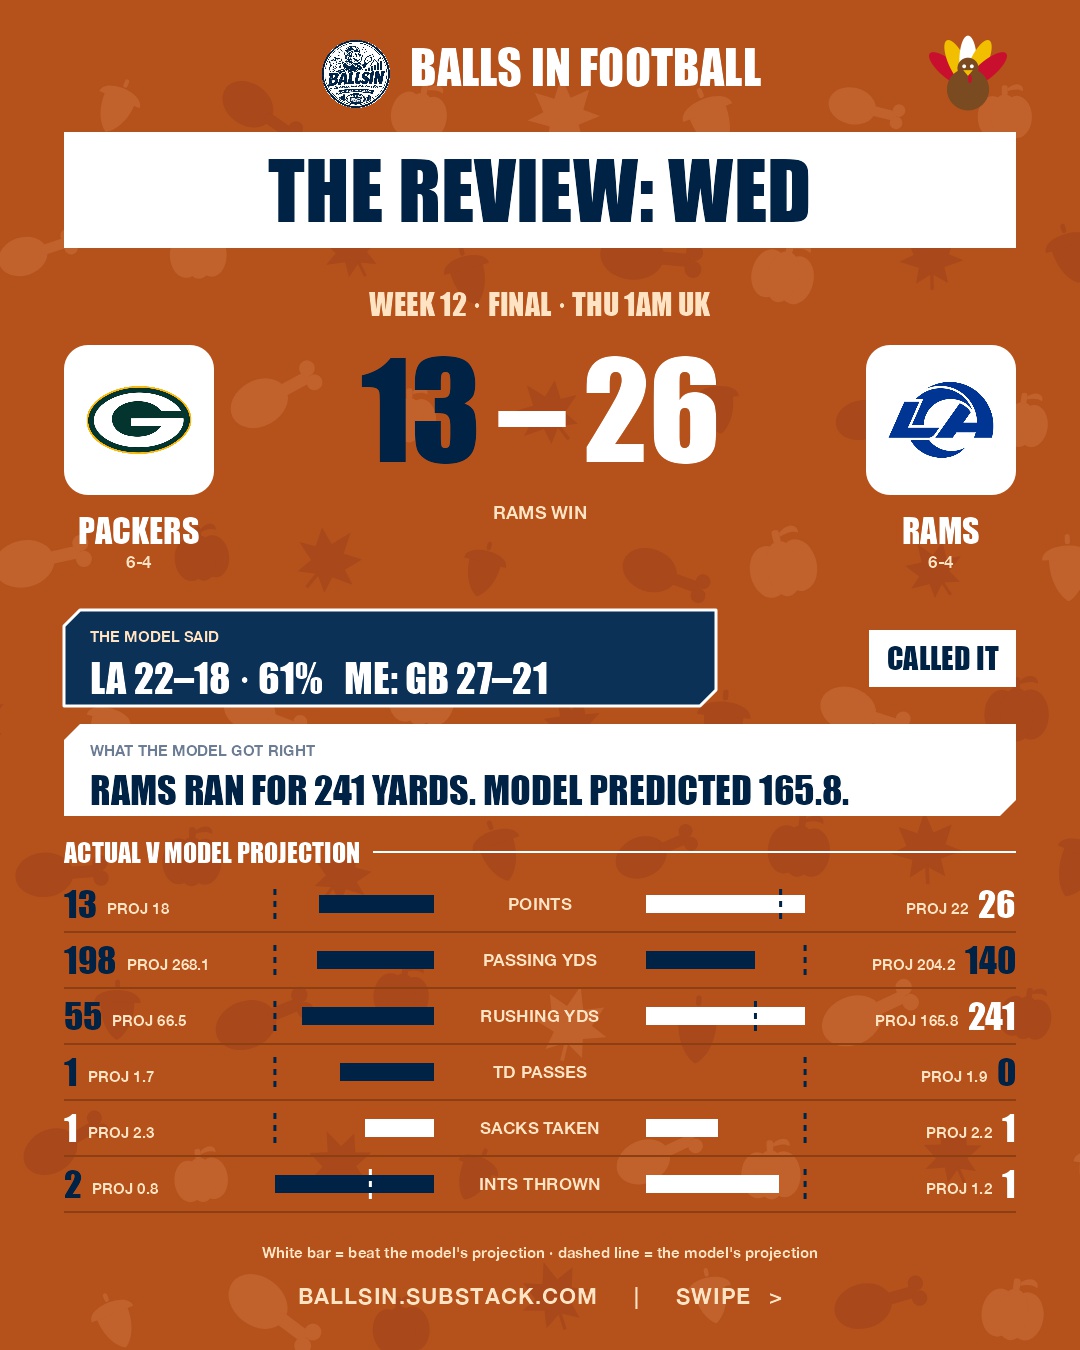 BALLSIN
BALLS IN FOOTBALL
THE REVIEW: WED
WEEK 12 · FINAL · THU 1AM UK
13 – 26
G
LA
RAMS WIN
PACKERS
6-4
RAMS
6-4
THE MODEL SAID
LA 22–18 · 61% ME: GB 27–21
CALLED IT
WHAT THE MODEL GOT RIGHT
RAMS RAN FOR 241 YARDS. MODEL PREDICTED 165.8.
ACTUAL V MODEL PROJECTION
13 PROJ 18 POINTS PROJ 22 26
198 PROJ 268.1 PASSING YDS PROJ 204.2 140
55 PROJ 66.5 RUSHING YDS PROJ 165.8 241
1 PROJ 1.7 TD PASSES PROJ 1.9 0
1 PROJ 2.3 SACKS TAKEN PROJ 2.2 1
2 PROJ 0.8 INTS THROWN PROJ 1.2 1
White bar = beat the model's projection · dashed line = the model's projection
BALLSIN.SUBSTACK.COM | SWIPE >